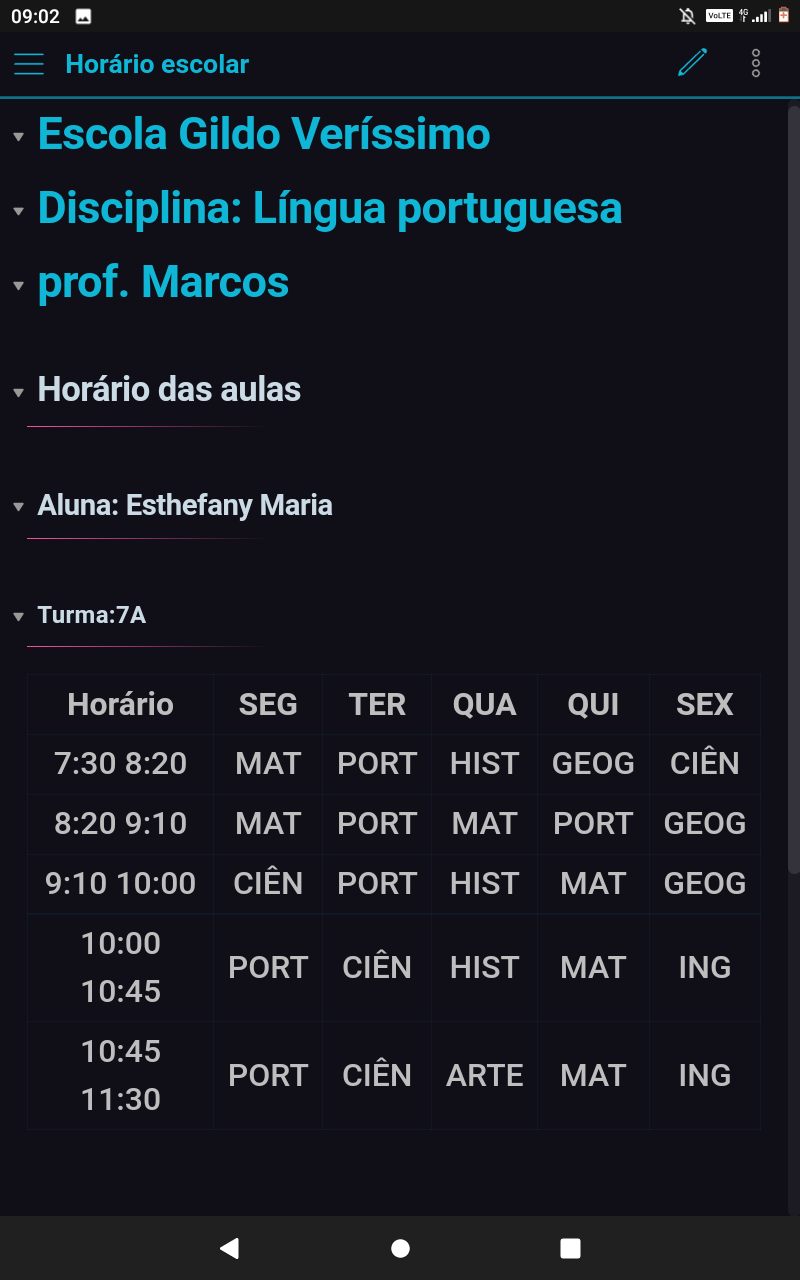 09:02
VoLTE 4G
Horário escolar
Escola Gildo Veríssimo
Disciplina: Língua portuguesa
prof. Marcos
Horário das aulas
Aluna: Esthefany Maria
Turma:7A
Horário SEG TER QUA QUI SEX
7:30 8:20 MAT PORT HIST GEOG CIÊN
8:20 9:10 MAT PORT MAT PORT GEOG
9:10 10:00 CIÊN PORT HIST MAT GEOG
10:00
10:45 PORT CIÊN HIST MAT ING
10:45
11:30 PORT CIÊN ARTE MAT ING